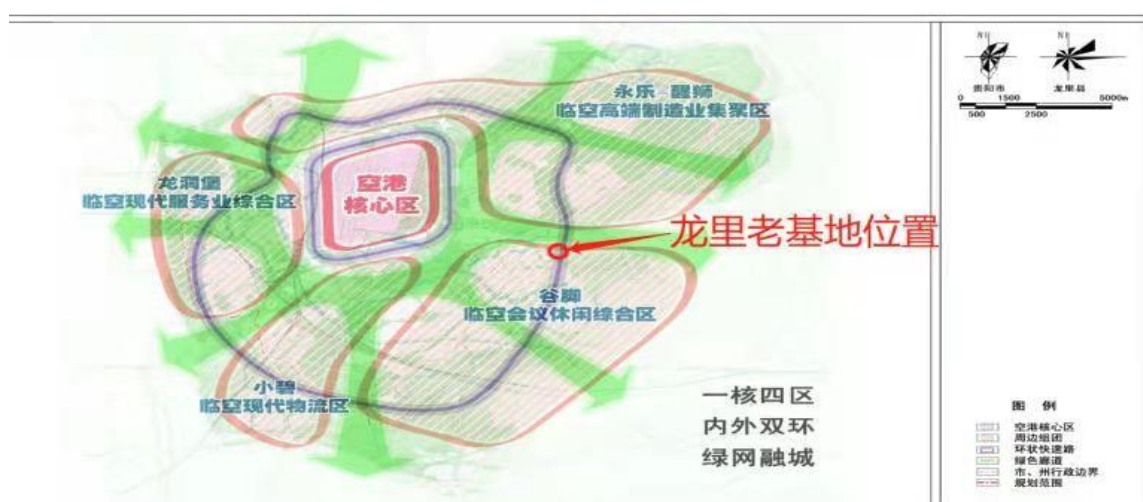 永乐 醒狮
临空高端制造业集聚区
龙洞堡
临空现代服务业综合区
空港
核心区
龙里老基地位置
谷脚
临空会议休闲综合区
小碧
临空现代物流区
一核四区
内外双环
绿网融城
N N
贵阳市 龙里县
0 1500 5000m
500 2500
图 例
空港核心区
周边组团
环状快速路
绿色廊道
市、州行政边界
规划范围